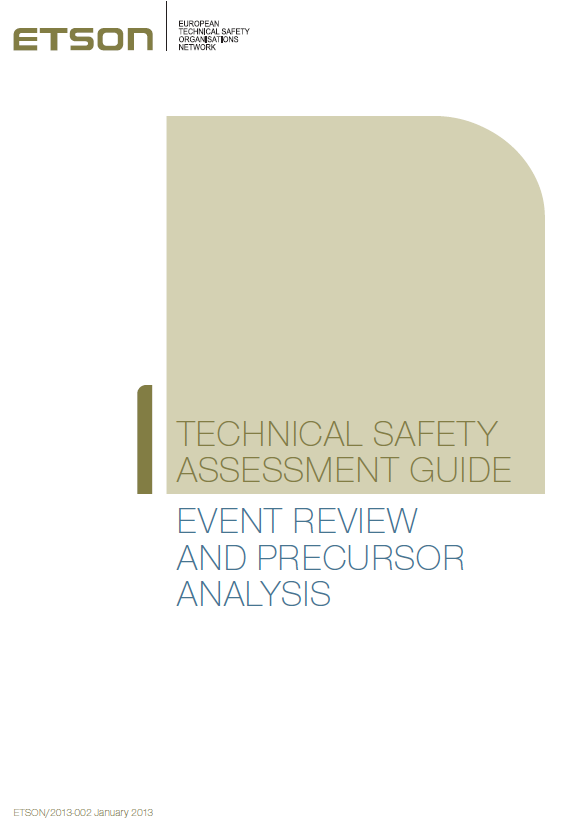 ETSON
EUROPEAN
TECHNICAL SAFETY
ORGANISATIONS
NETWORK
TECHNICAL SAFETY
ASSESSMENT GUIDE
EVENT REVIEW
AND PRECURSOR
ANALYSIS
ETSON/2013-002 January 2013